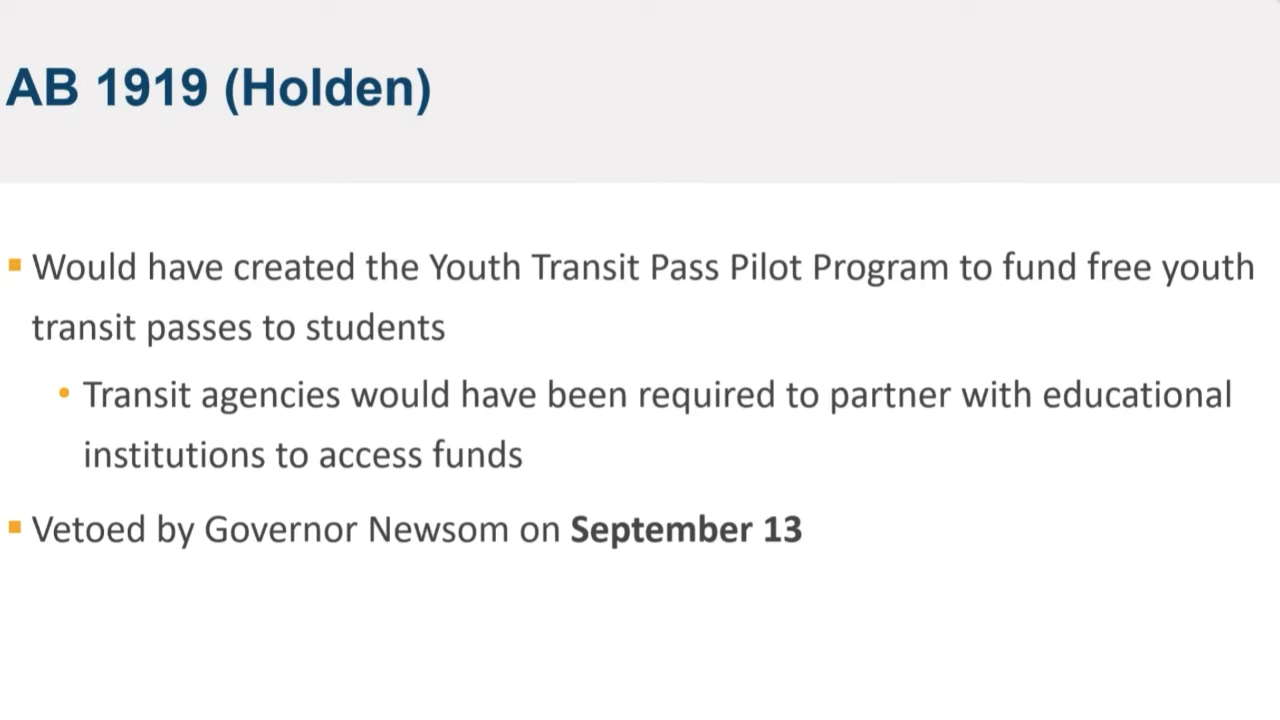 AB 1919 (Holden)
▪ Would have created the Youth Transit Pass Pilot Program to fund free youth
transit passes to students
• Transit agencies would have been required to partner with educational
institutions to access funds
▪ Vetoed by Governor Newsom on September 13